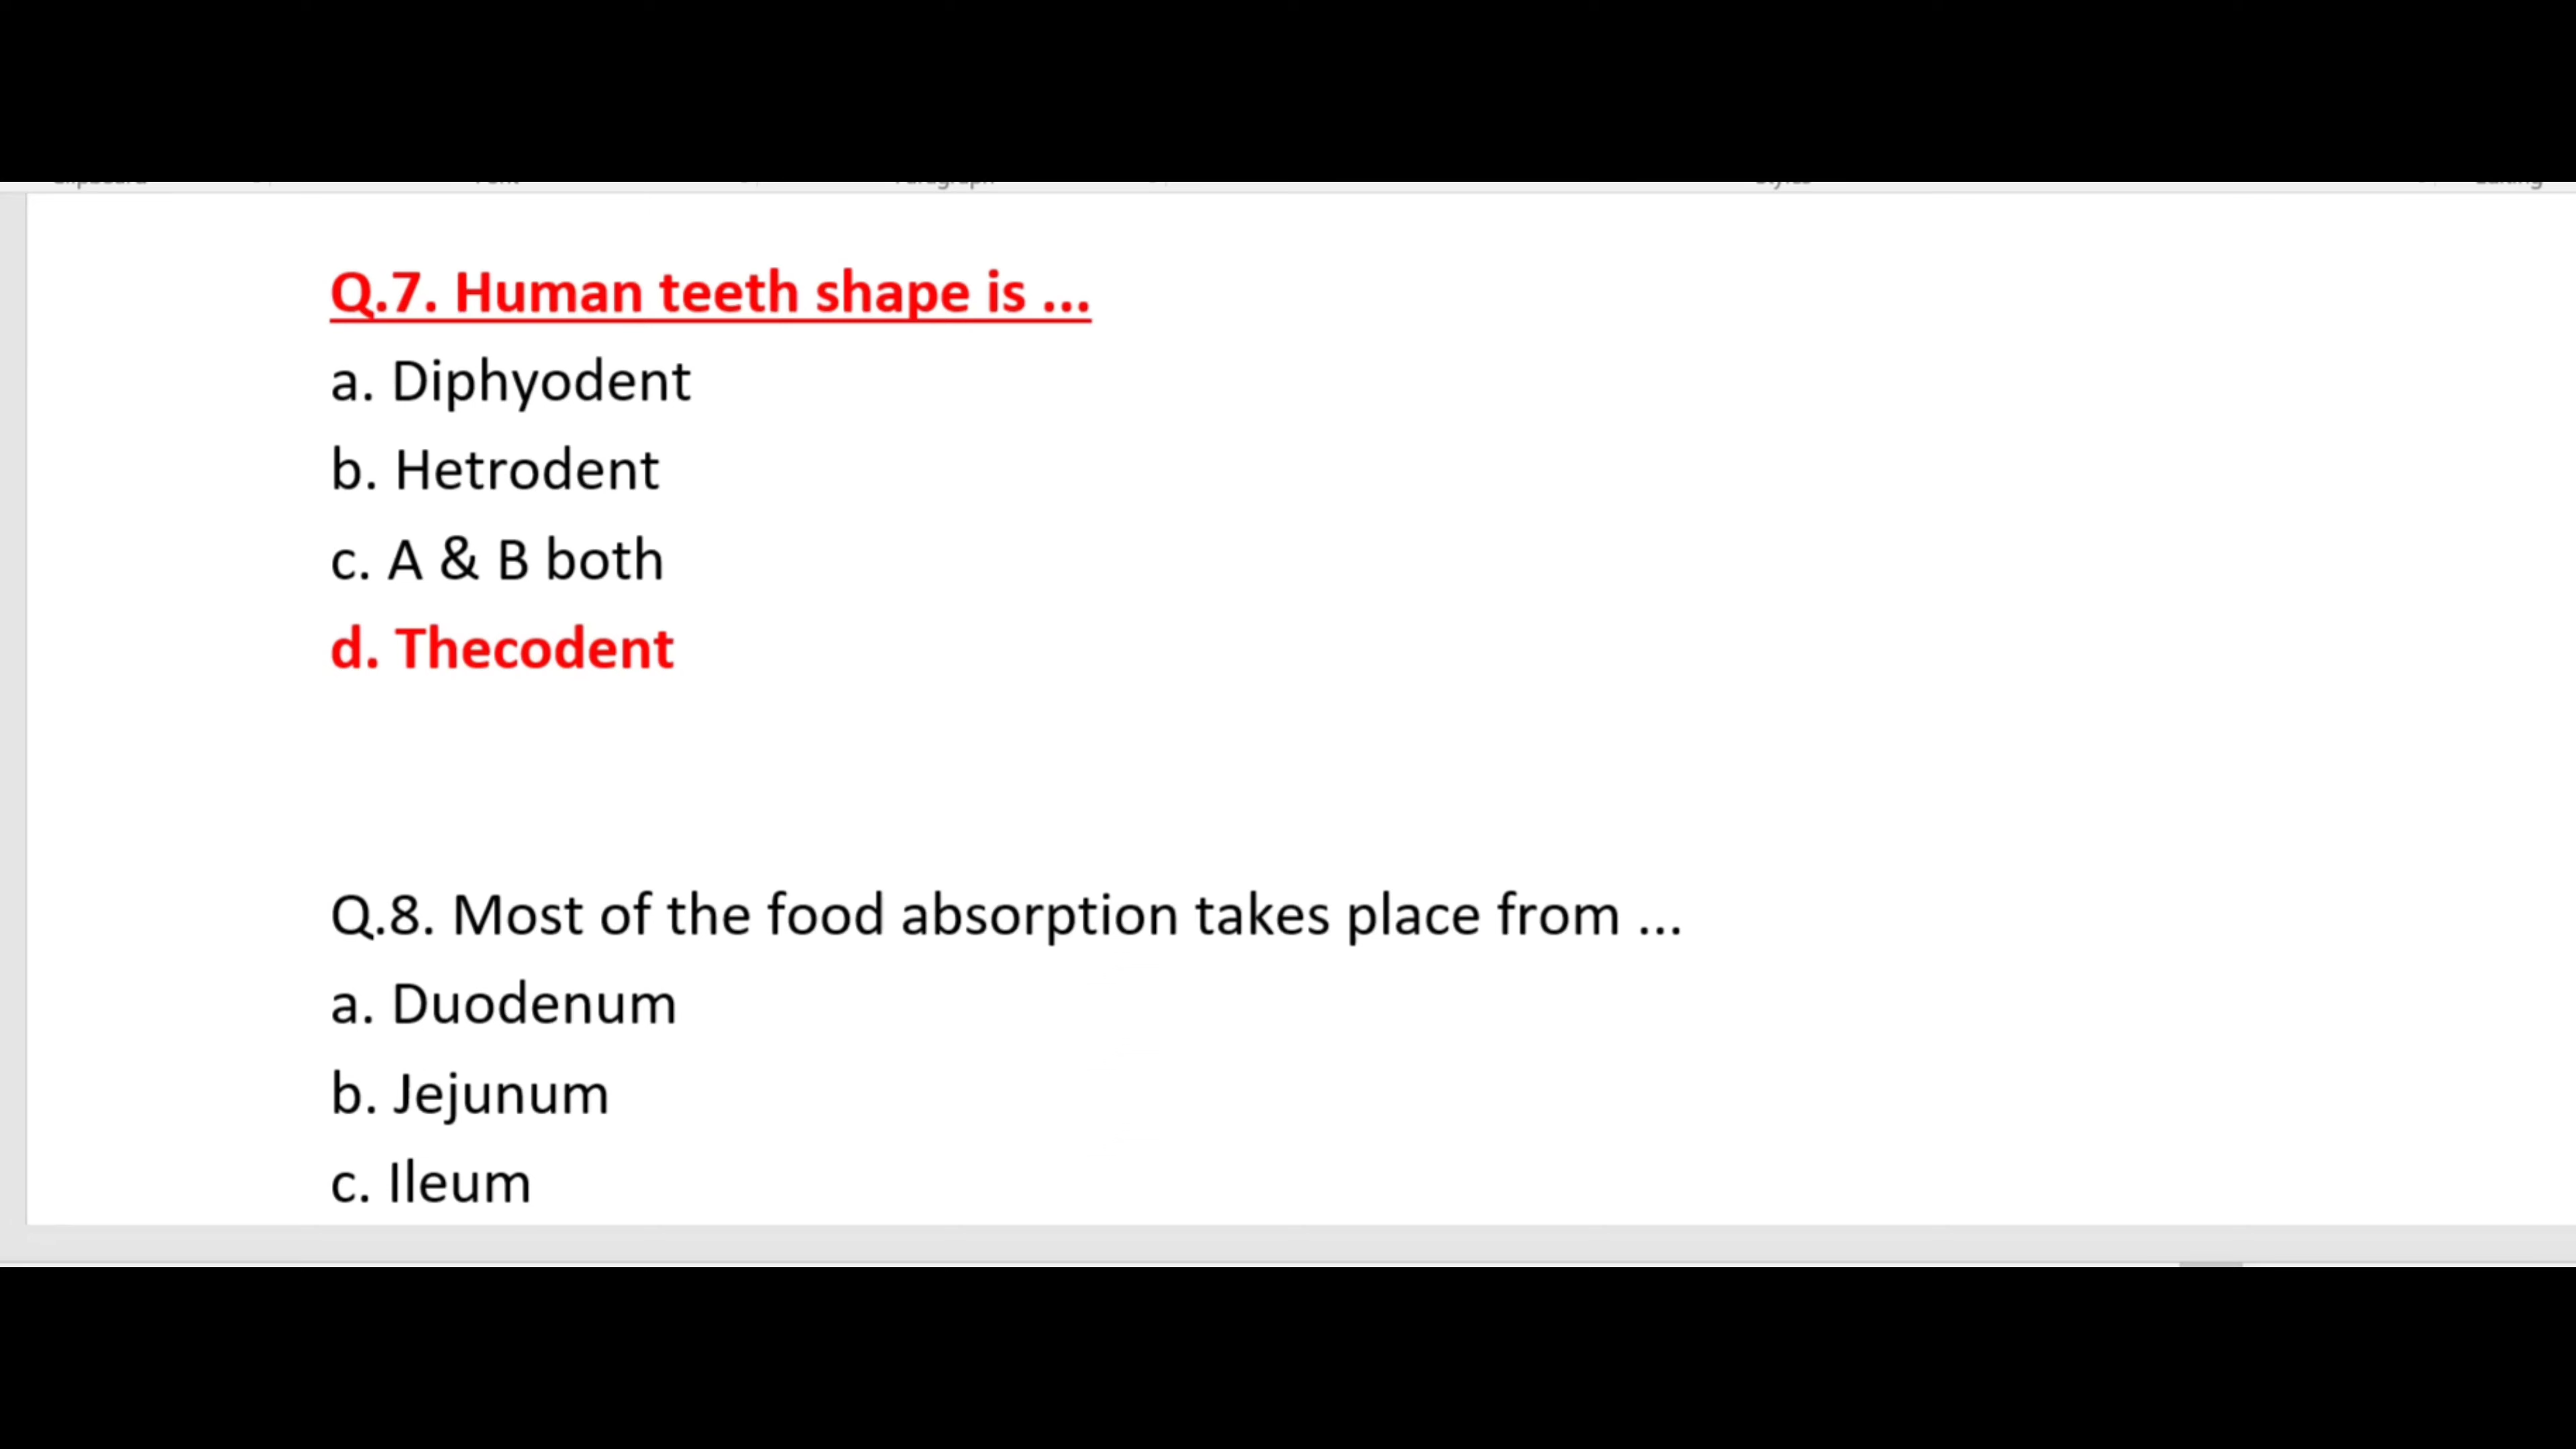 Q.7. Human teeth shape is ...
a. Diphyodent
b. Hetrodent
c. A & B both
d. Thecodent
Q.8. Most of the food absorption takes place from ...
a. Duodenum
b. Jejunum
c. Ileum